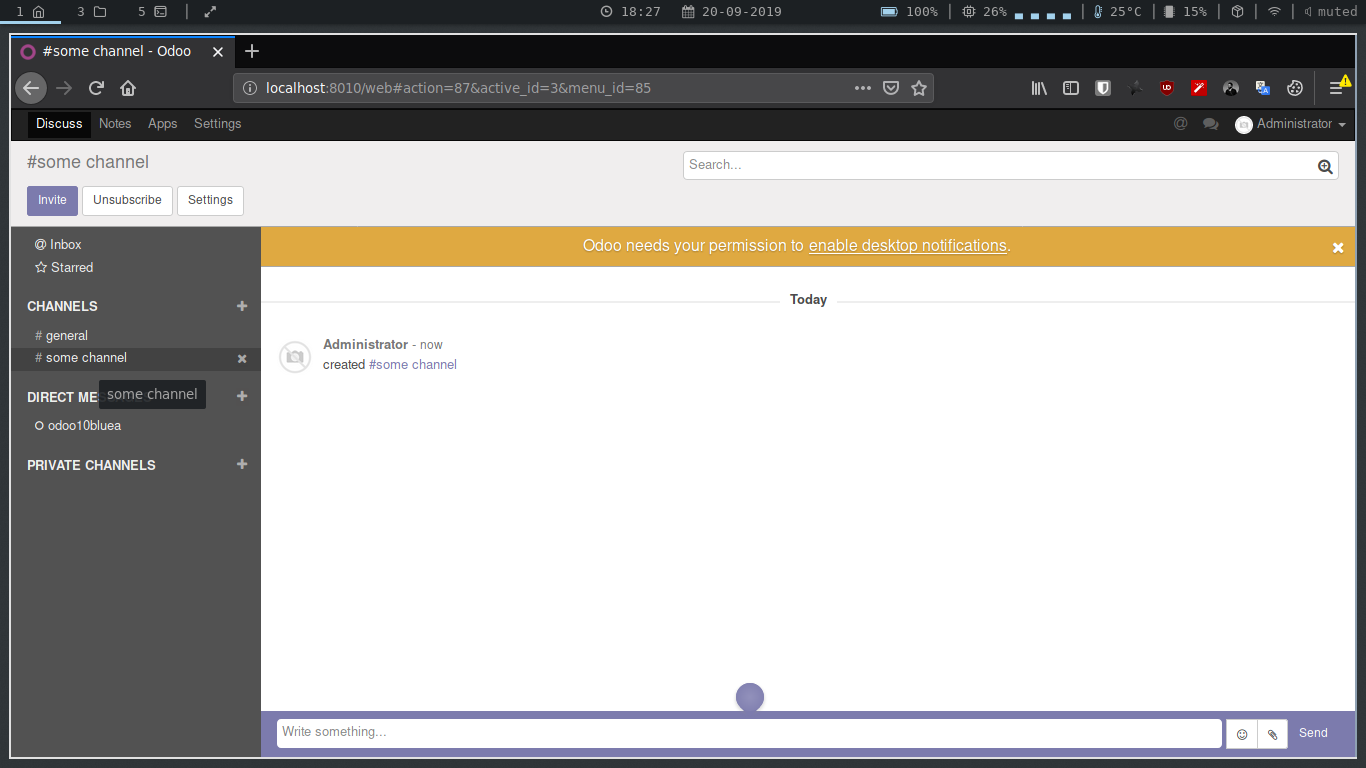 1 3 5 18:27 20-09-2019 100% 26% 25°C 15% muted
#some channel - Odoo
localhost:8010/web#action=87&active_id=3&menu_id=85
Discuss Notes Apps Settings @ Administrator
#some channel
Search...
Invite Unsubscribe Settings
@ Inbox
Starred
Odoo needs your permission to enable desktop notifications.
CHANNELS +
# general
# some channel
DIRECT ME +
some channel
odoo10bluea
PRIVATE CHANNELS +
Today
Administrator - now
created #some channel
Write something...
Send